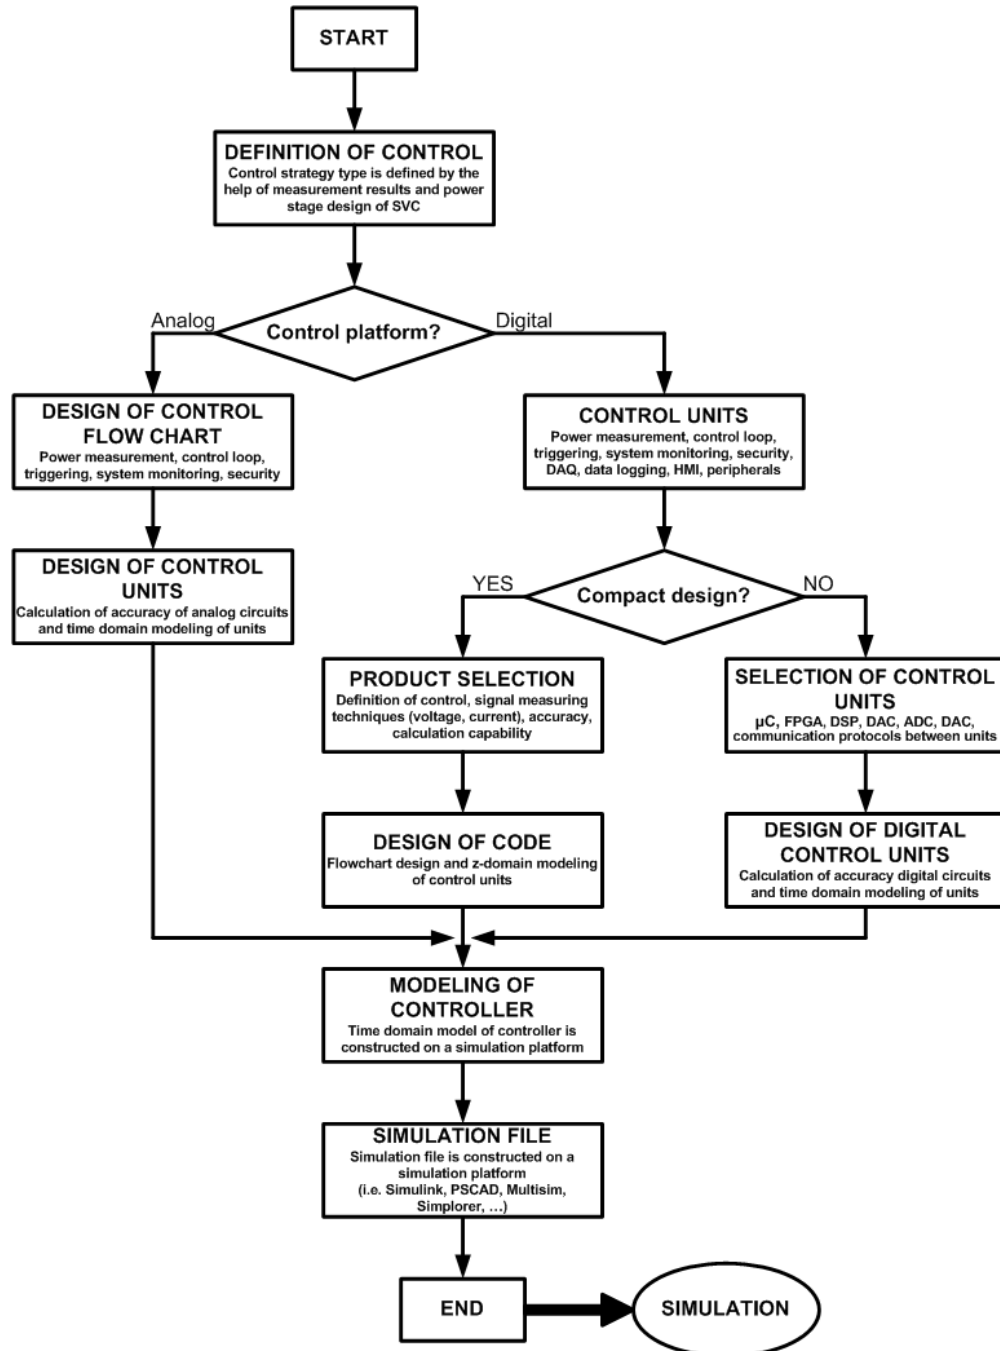 START
DEFINITION OF CONTROL
Control strategy type is defined by the
help of measurement results and power
stage design of SVC
Analog
Control platform?
Digital
DESIGN OF CONTROL
FLOW CHART
Power measurement, control loop,
triggering, system monitoring, security
CONTROL UNITS
Power measurement, control loop,
triggering, system monitoring, security,
DAQ, data logging, HMI, peripherals
DESIGN OF CONTROL
UNITS
Calculation of accuracy of analog circuits
and time domain modeling of units
YES
Compact design?
NO
PRODUCT SELECTION
Definition of control, signal measuring
techniques (voltage, current), accuracy,
calculation capability
SELECTION OF CONTROL
UNITS
µC, FPGA, DSP, DAC, ADC, DAC,
communication protocols between units
DESIGN OF CODE
Flowchart design and z-domain modeling
of control units
DESIGN OF DIGITAL
CONTROL UNITS
Calculation of accuracy digital circuits
and time domain modeling of units
MODELING OF
CONTROLLER
Time domain model of controller is
constructed on a simulation platform
SIMULATION FILE
Simulation file is constructed on a
simulation platform
(i.e. Simulink, PSCAD, Multisim,
Simplorer, ...)
END
SIMULATION